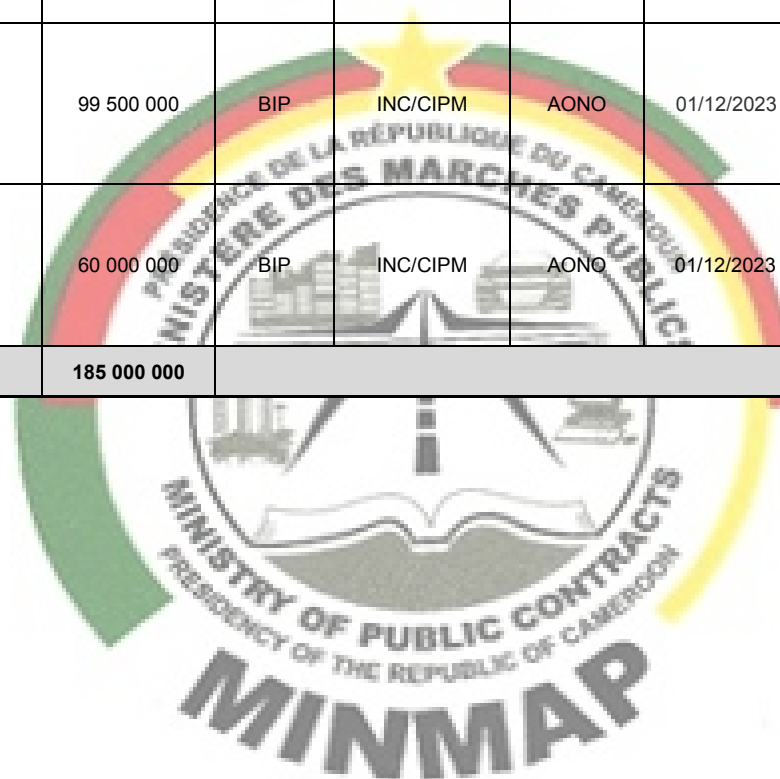 99 500 000 BIP INC/CIPM AONO 01/12/2023
PRESIDENCE DE LA RÉPUBLIQUE DU CAMEROUN
MINISTERE DES MARCHES PUBLICS
60 000 000 BIP INC/CIPM AONO 01/12/2023
185 000 000
MINISTRY OF PUBLIC CONTRACTS
PRESIDENCY OF THE REPUBLIC OF CAMEROON
MINMAP